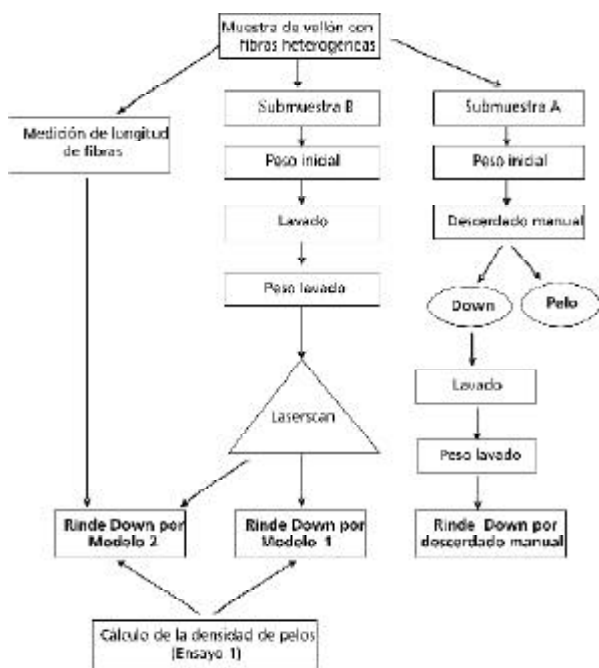 Muestra de vellón con
fibras heterogéneas
Submuestra B
Submuestra A
Medición de longitud
de fibras
Peso inicial
Peso inicial
Lavado
Descerdado manual
Down
Pelo
Peso lavado
Lavado
Laserscan
Peso lavado
Rinde Down por
Modelo 2
Rinde Down por
Modelo 1
Rinde Down por
descerdado manual
Cálculo de la densidad de pelos
(Ensayo 1)